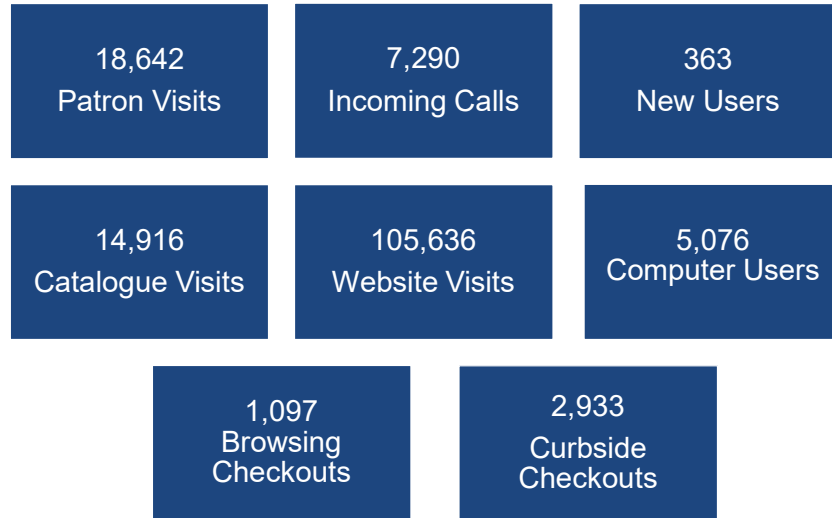 18,642
Patron Visits
7,290
Incoming Calls
363
New Users
14,916
Catalogue Visits
105,636
Website Visits
5,076
Computer Users
1,097
Browsing
Checkouts
2,933
Curbside
Checkouts